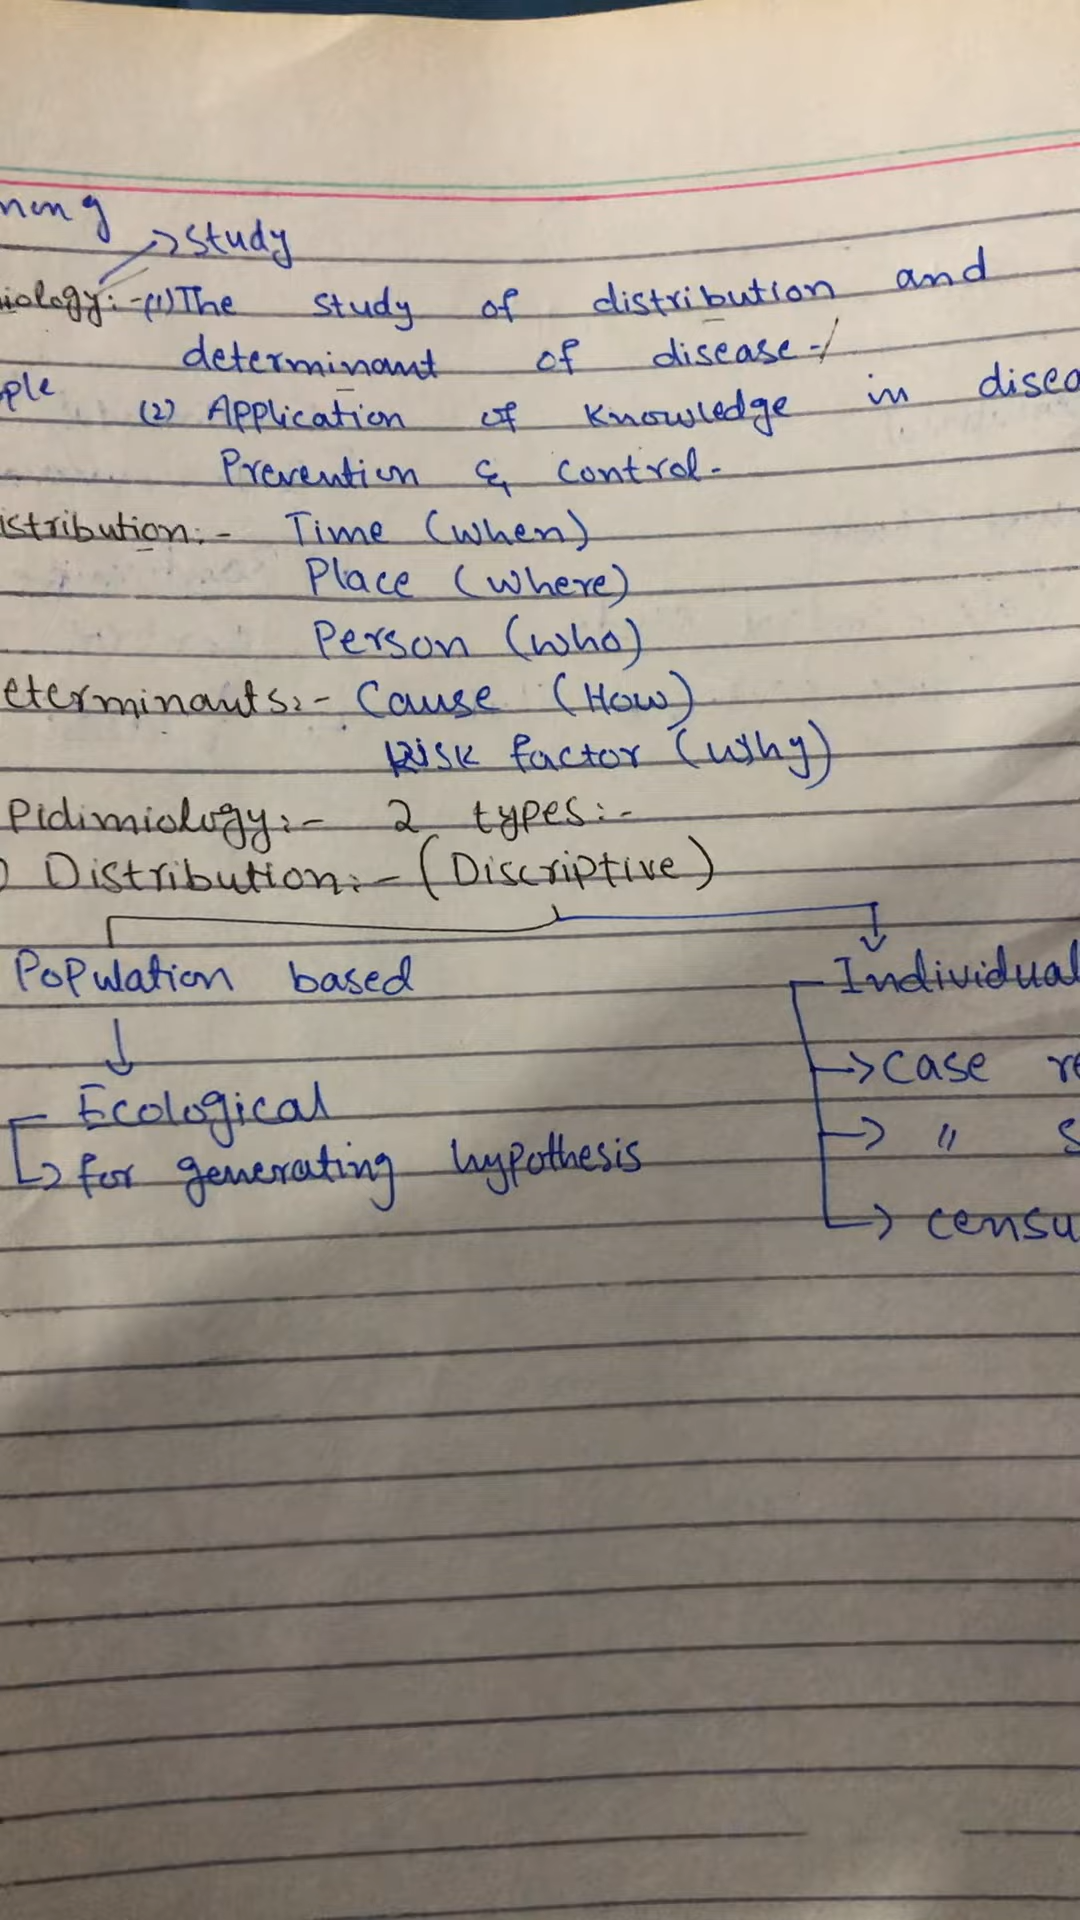 among
→ Study
iology:- (1) The study of distribution and
determinant of disease-/
ple (2) Application of Knowledge in disea
Prevention & control-
istribution:- Time (when)
Place (where)
Person (who)
eterminants:- Cause (How)
Risk factor (why)
Pidimiology:- 2 types:-
) Distribution:- (Discriptive)
Population based Individual
Ecological → case re
→ for generating hypothesis → " s
→ censu